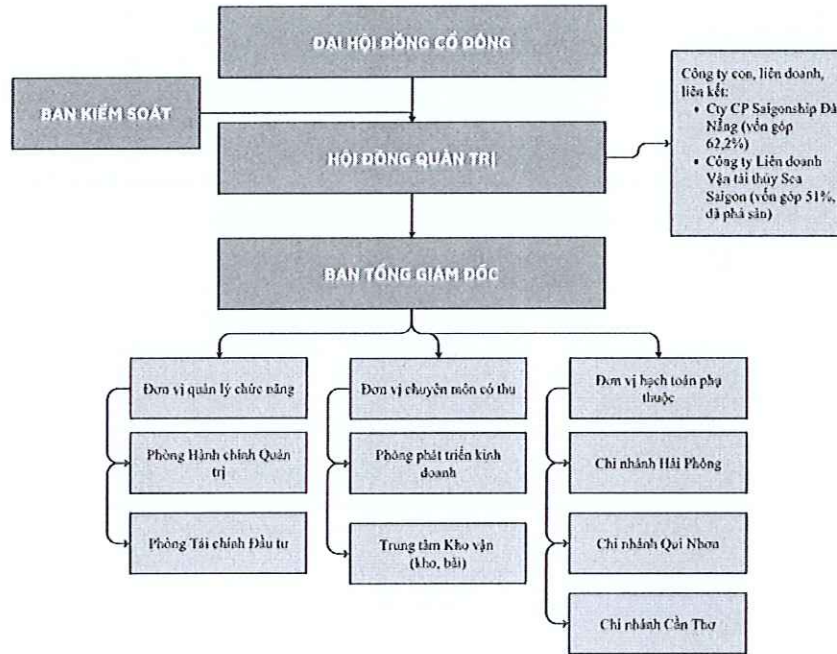 ĐẠI HỘI ĐỒNG CỔ ĐÔNG
BAN KIỂM SOÁT
HỘI ĐỒNG QUẢN TRỊ
Công ty con, liên doanh,
liên kết:
• Cty CP Saigonship Đà
Nẵng (vốn góp
62,2%)
• Công ty Liên doanh
Vận tải thủy Sea
Saigon (vốn góp 51%,
đã phá sản)
BAN TỔNG GIÁM ĐỐC
Đơn vị quản lý chức năng
Phòng Hành chính Quản
trị
Phòng Tài chính Đầu tư
Đơn vị chuyên môn có thu
Phòng phát triển kinh
doanh
Trung tâm Kho vận
(kho, bãi)
Đơn vị hạch toán phụ
thuộc
Chi nhánh Hải Phòng
Chi nhánh Qui Nhơn
Chi nhánh Cần Thơ